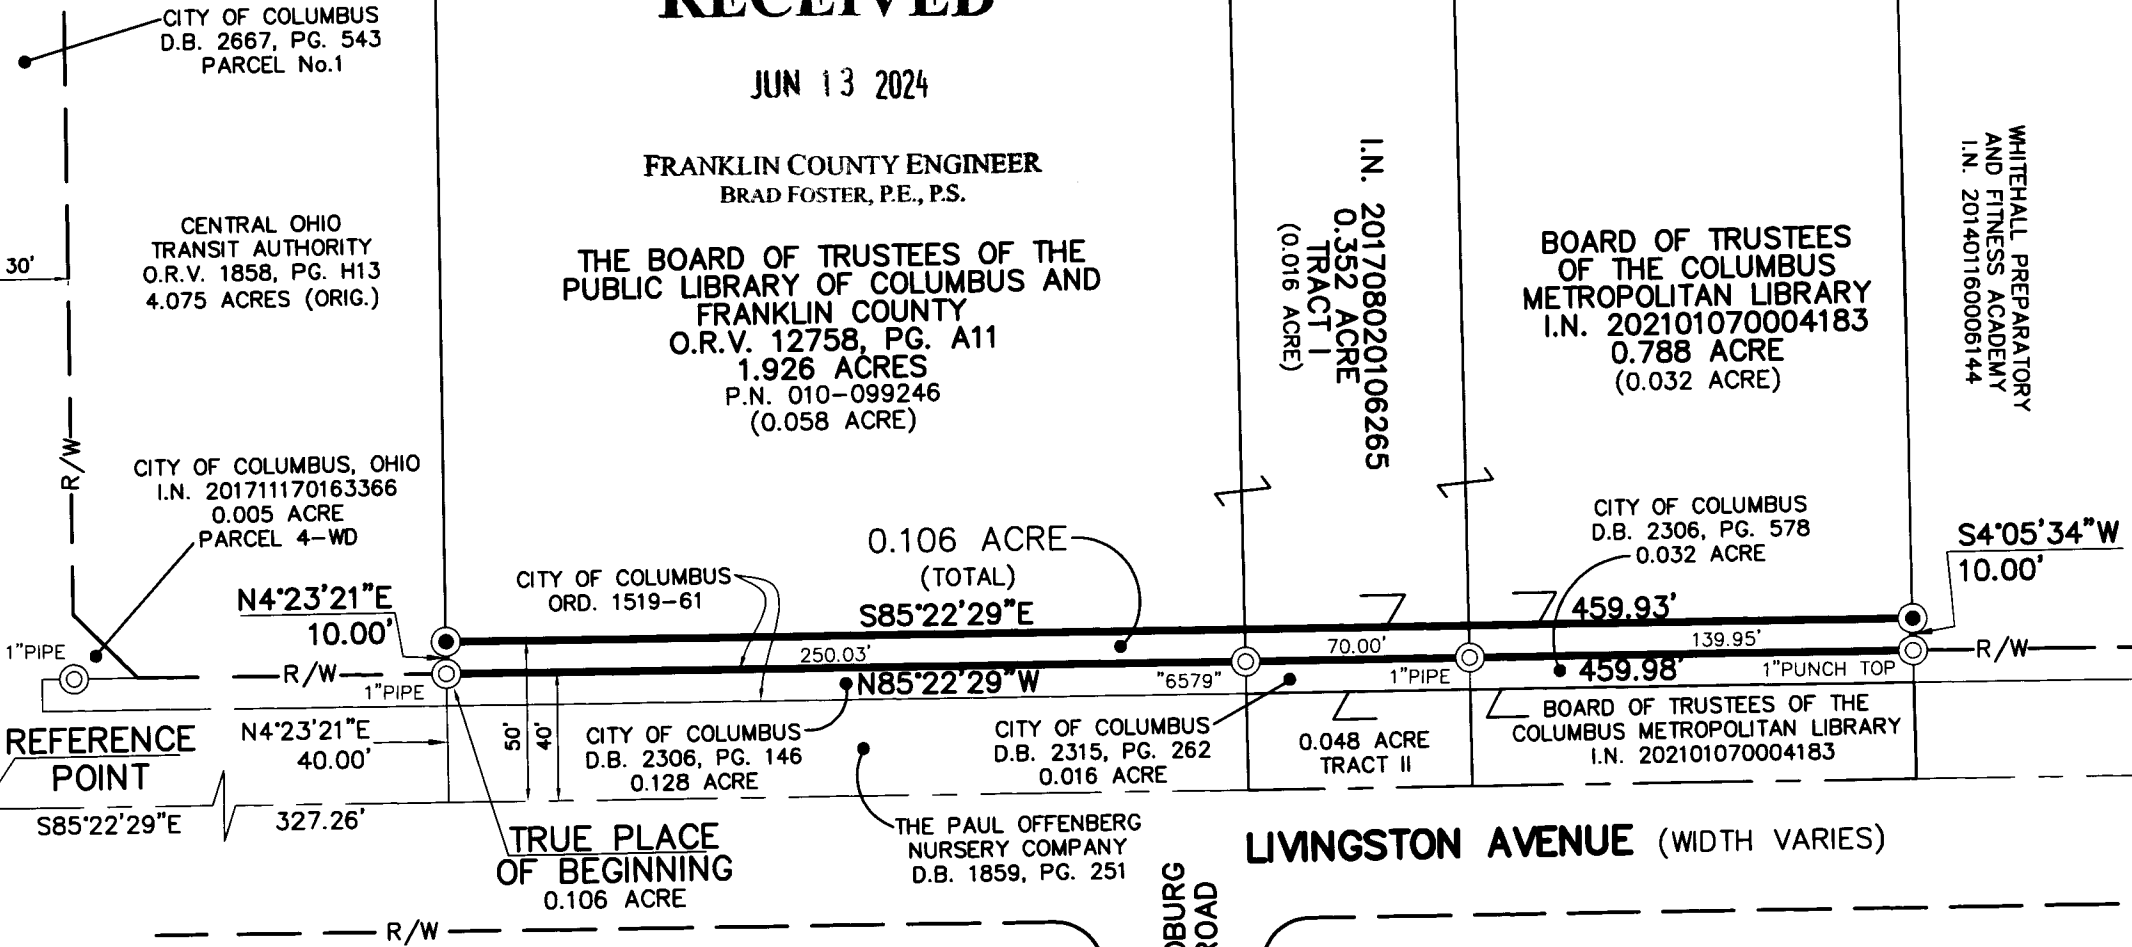 CITY OF COLUMBUS
D.B. 2667, PG. 543
PARCEL No.1
RECEIVED
JUN 13 2024
FRANKLIN COUNTY ENGINEER
BRAD FOSTER, P.E., P.S.
30'
CENTRAL OHIO
TRANSIT AUTHORITY
O.R.V. 1858, PG. H13
4.075 ACRES (ORIG.)
THE BOARD OF TRUSTEES OF THE
PUBLIC LIBRARY OF COLUMBUS AND
FRANKLIN COUNTY
O.R.V. 12758, PG. A11
1.926 ACRES
P.N. 010-099246
(0.058 ACRE)
I.N. 201708020106265
0.352 ACRE
TRACT I
(0.016 ACRE)
BOARD OF TRUSTEES
OF THE COLUMBUS
METROPOLITAN LIBRARY
I.N. 202101070004183
0.788 ACRE
(0.032 ACRE)
WHITEHALL PREPARATORY
AND FITNESS ACADEMY
I.N. 201401160006144
R/W
CITY OF COLUMBUS, OHIO
I.N. 201711170163366
0.005 ACRE
PARCEL 4-WD
0.106 ACRE
(TOTAL)
CITY OF COLUMBUS
ORD. 1519-61
CITY OF COLUMBUS
D.B. 2306, PG. 578
0.032 ACRE
S4°05'34"W
10.00'
N4°23'21"E
10.00'
S85°22'29"E
459.93'
1"PIPE
R/W
1"PIPE
250.03'
70.00'
139.95'
R/W
N85°22'29"W
"6579"
1"PIPE
459.98'
1"PUNCH TOP
REFERENCE
POINT
N4°23'21"E
40.00'
50'
40'
CITY OF COLUMBUS
D.B. 2306, PG. 146
0.128 ACRE
CITY OF COLUMBUS
D.B. 2315, PG. 262
0.016 ACRE
0.048 ACRE
TRACT II
BOARD OF TRUSTEES OF THE
COLUMBUS METROPOLITAN LIBRARY
I.N. 202101070004183
S85°22'29"E
327.26'
TRUE PLACE
OF BEGINNING
0.106 ACRE
THE PAUL OFFENBERG
NURSERY COMPANY
D.B. 1859, PG. 251
LIVINGSTON AVENUE (WIDTH VARIES)
OBURG
ROAD
R/W